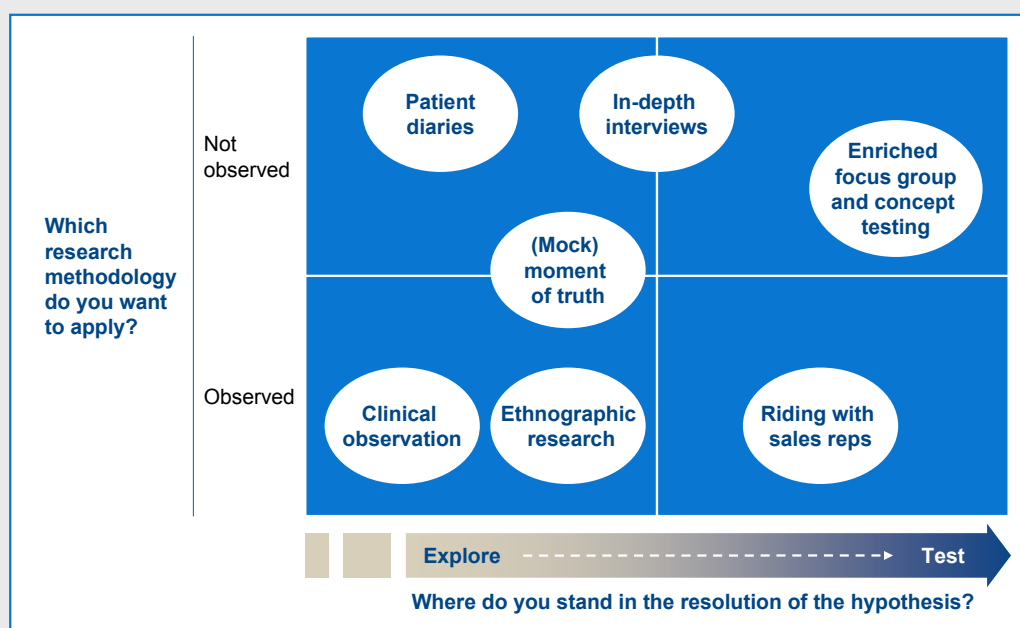 Which
research
methodology
do you want
to apply?
Not
observed
Observed
Patient
diaries
In-depth
interviews
Enriched
focus group
and concept
testing
(Mock)
moment
of truth
Clinical
observation
Ethnographic
research
Riding with
sales reps
Explore
Test
Where do you stand in the resolution of the hypothesis?